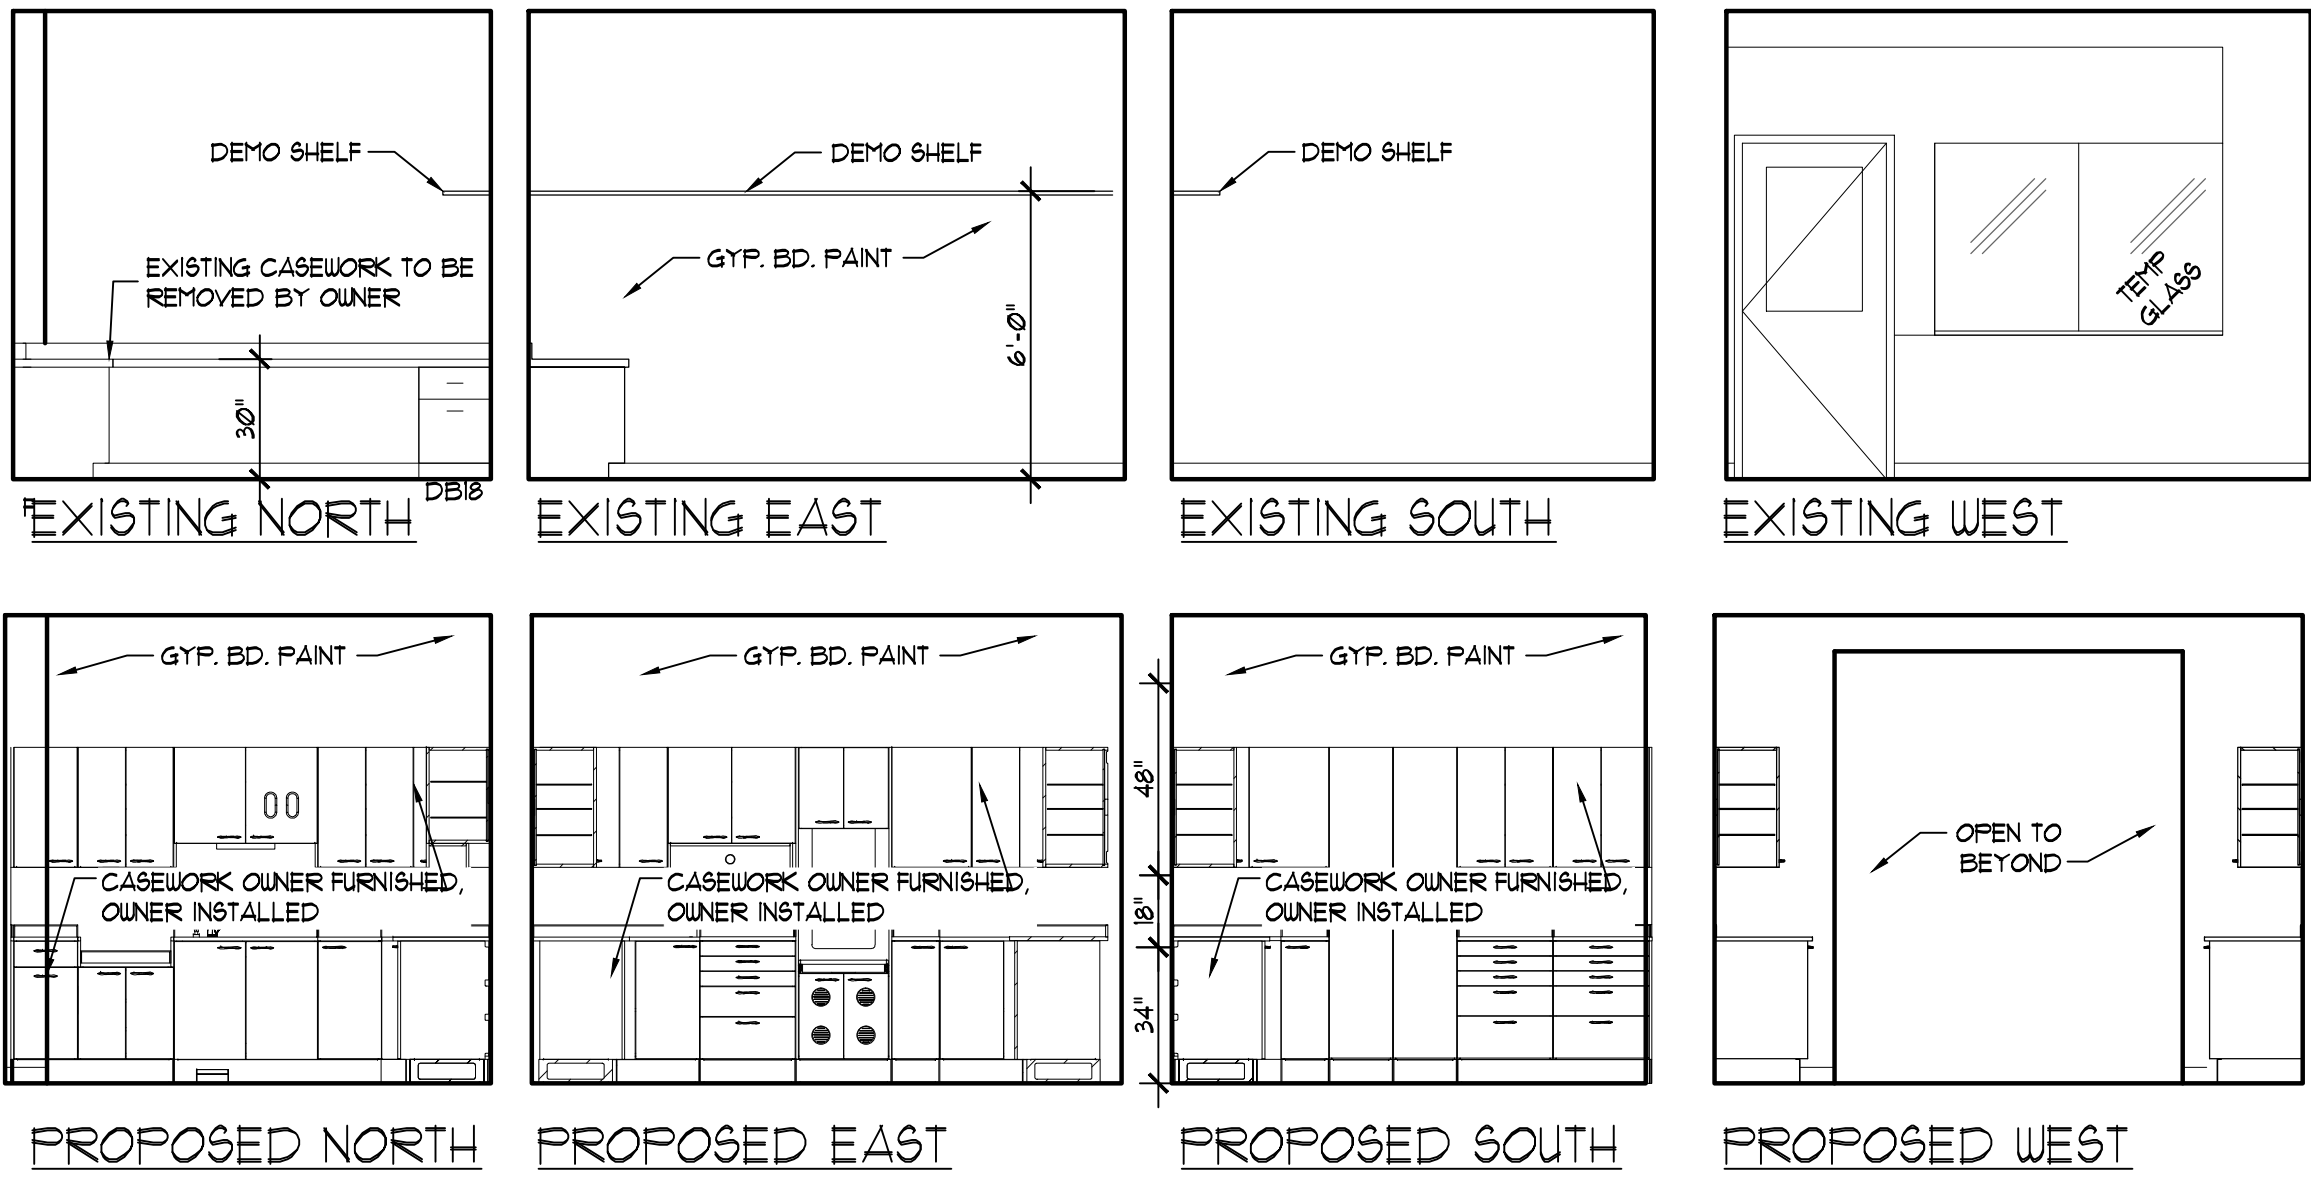 DEMO SHELF
EXISTING CASEWORK TO BE
REMOVED BY OWNER
30"
DB18
F
EXISTING NORTH
DEMO SHELF
GYP. BD. PAINT
6'-0"
EXISTING EAST
DEMO SHELF
EXISTING SOUTH
TEMP
GLASS
EXISTING WEST
GYP. BD. PAINT
CASEWORK OWNER FURNISHED,
OWNER INSTALLED
PROPOSED NORTH
GYP. BD. PAINT
CASEWORK OWNER FURNISHED,
OWNER INSTALLED
PROPOSED EAST
48"
18"
34"
GYP. BD. PAINT
CASEWORK OWNER FURNISHED,
OWNER INSTALLED
PROPOSED SOUTH
OPEN TO
BEYOND
PROPOSED WEST